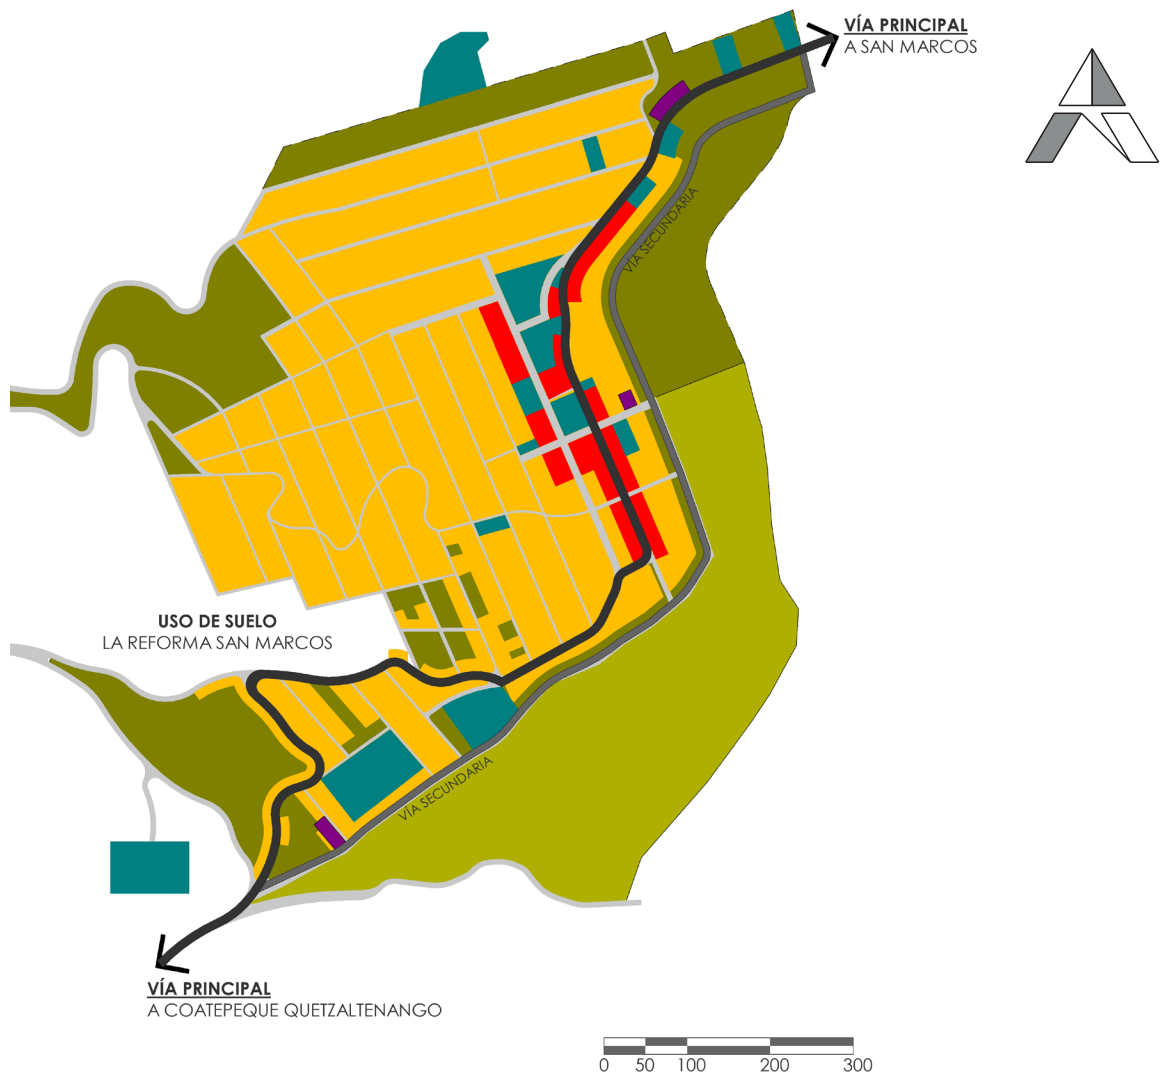 VÍA PRINCIPAL
A SAN MARCOS
VÍA SECUNDARIA
USO DE SUELO
LA REFORMA SAN MARCOS
VÍA SECUNDARIA
VÍA PRINCIPAL
A COATEPEQUE QUETZALTENANGO
0 50 100 200 300